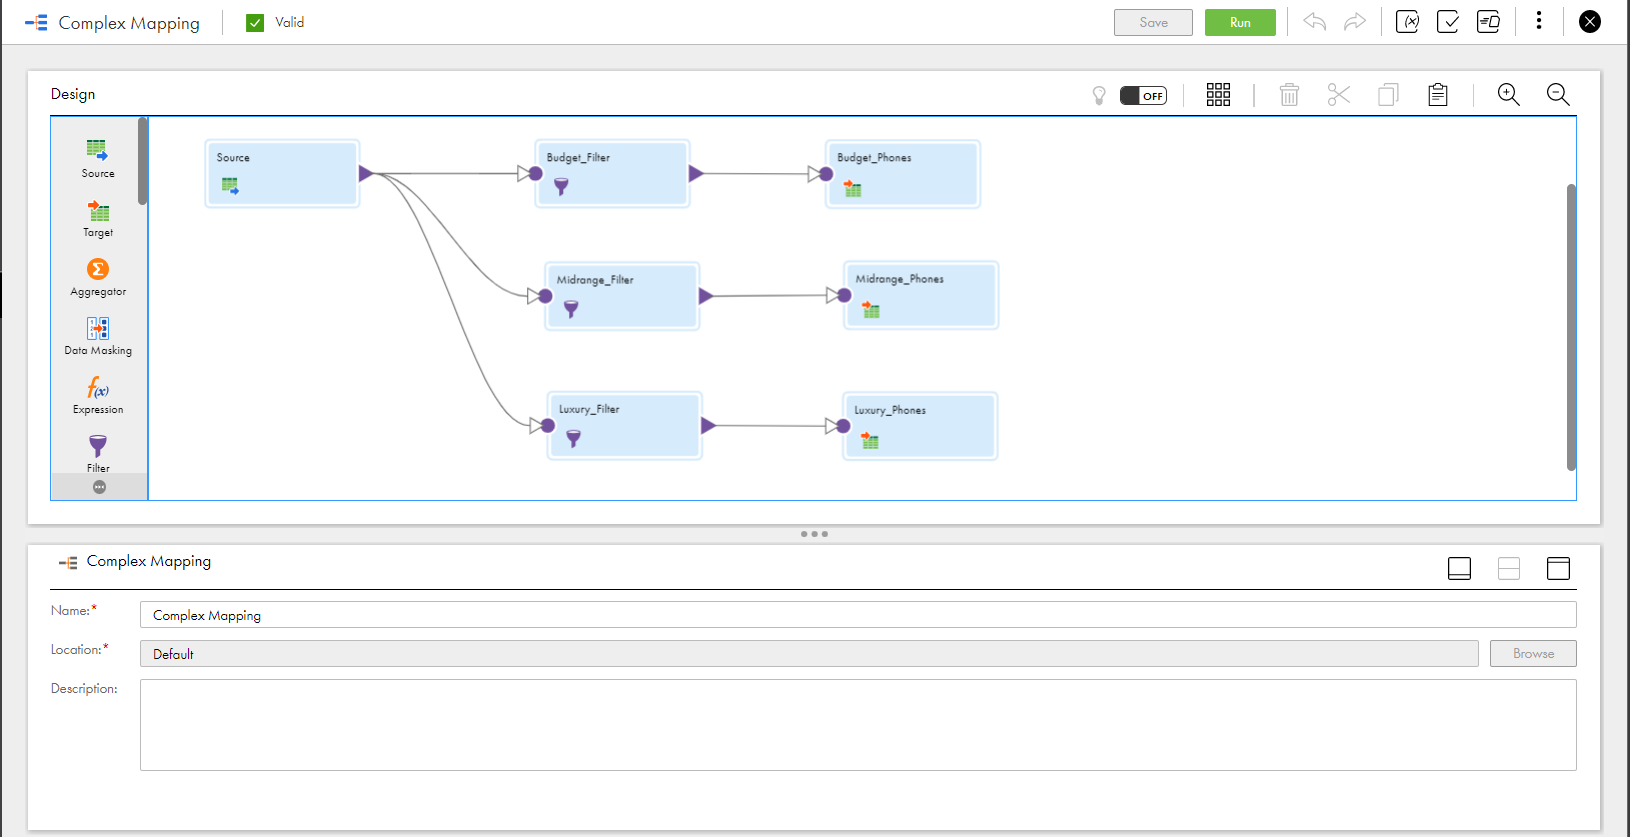 Complex Mapping
Valid
Save
Run
Design
OFF
Source
Target
Aggregator
Data Masking
Expression
Filter
Source
Budget_Filter
Budget_Phones
Midrange_Filter
Midrange_Phones
Luxury_Filter
Luxury_Phones
Complex Mapping
Name:*
Complex Mapping
Location:*
Default
Browse
Description: